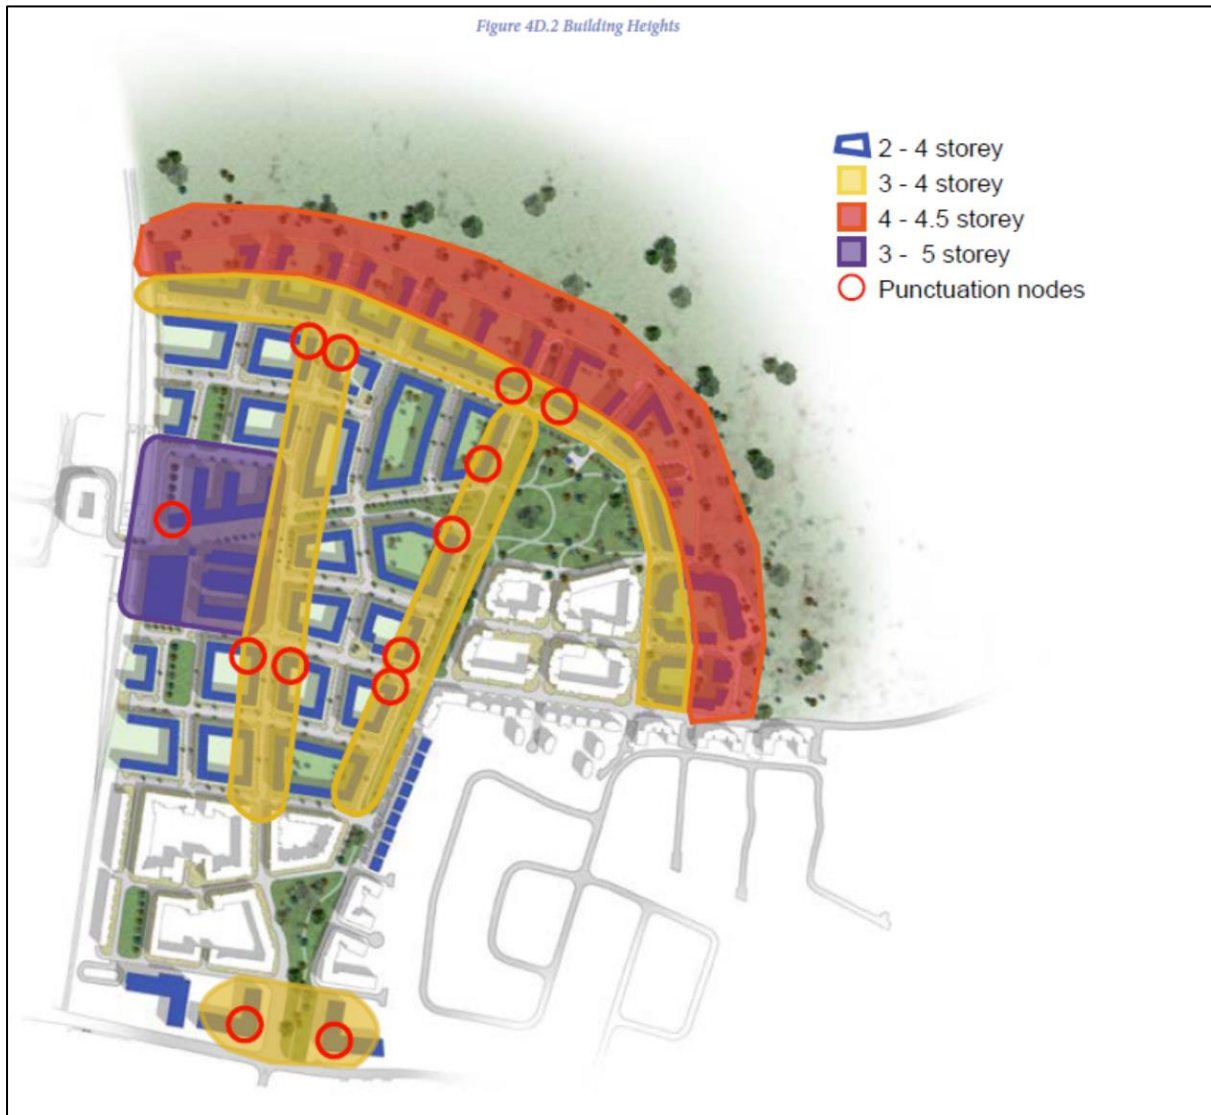 Figure 4D.2 Building Heights
2 - 4 storey
3 - 4 storey
4 - 4.5 storey
3 - 5 storey
Punctuation nodes